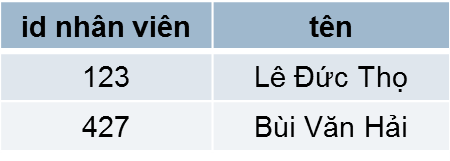 id nhân viên tên
123 Lê Đức Thọ
427 Bùi Văn Hải